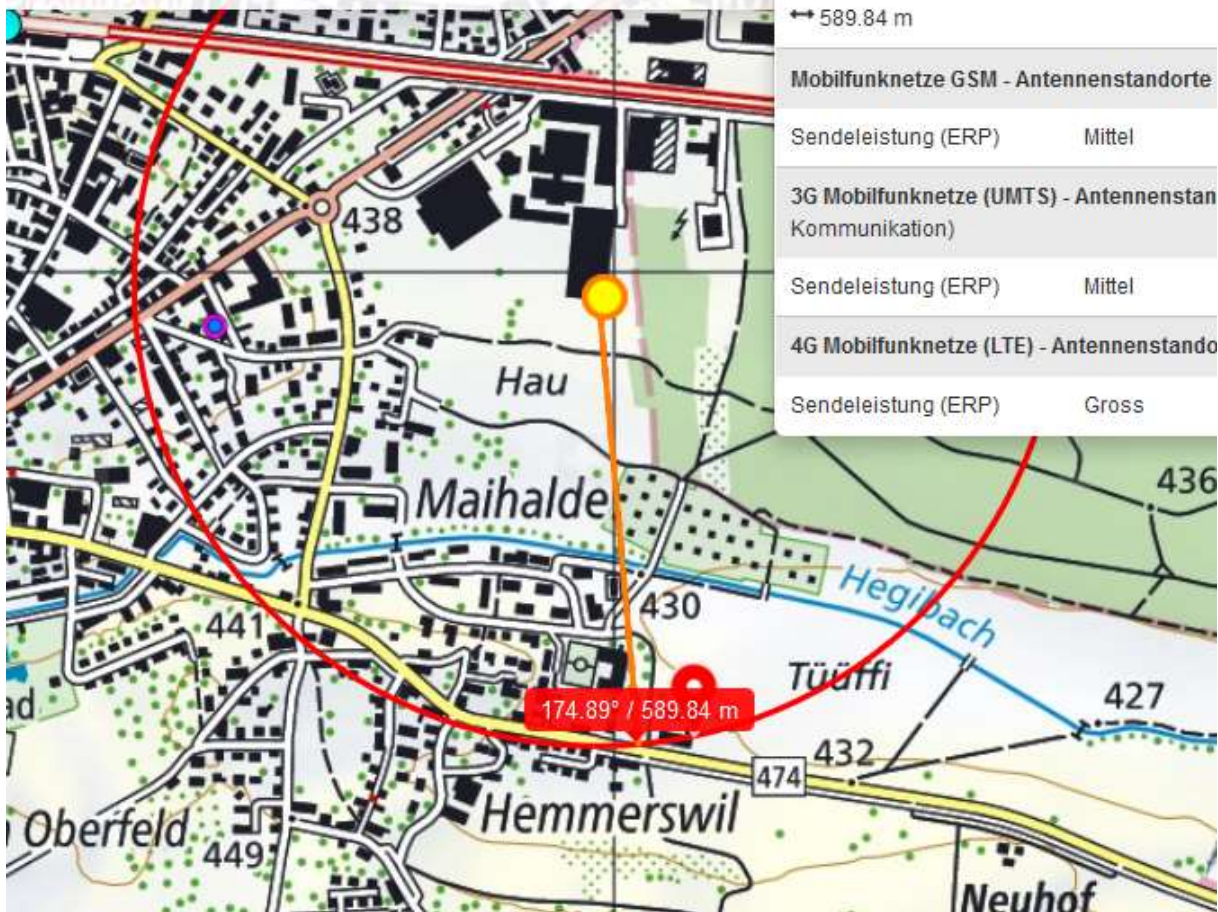 589.84 m
Mobilfunknetze GSM - Antennenstandorte
Sendeleistung (ERP) Mittel
3G Mobilfunknetze (UMTS) - Antennenstan
Kommunikation)
Sendeleistung (ERP) Mittel
4G Mobilfunknetze (LTE) - Antennenstando
Sendeleistung (ERP) Gross
438
Hau
436
Maihalde
Hegibach
430
441
Tüüffi
427
ad
174.89° / 589.84 m
432
474
Hemmerswil
Oberfeld
449
Neuhof